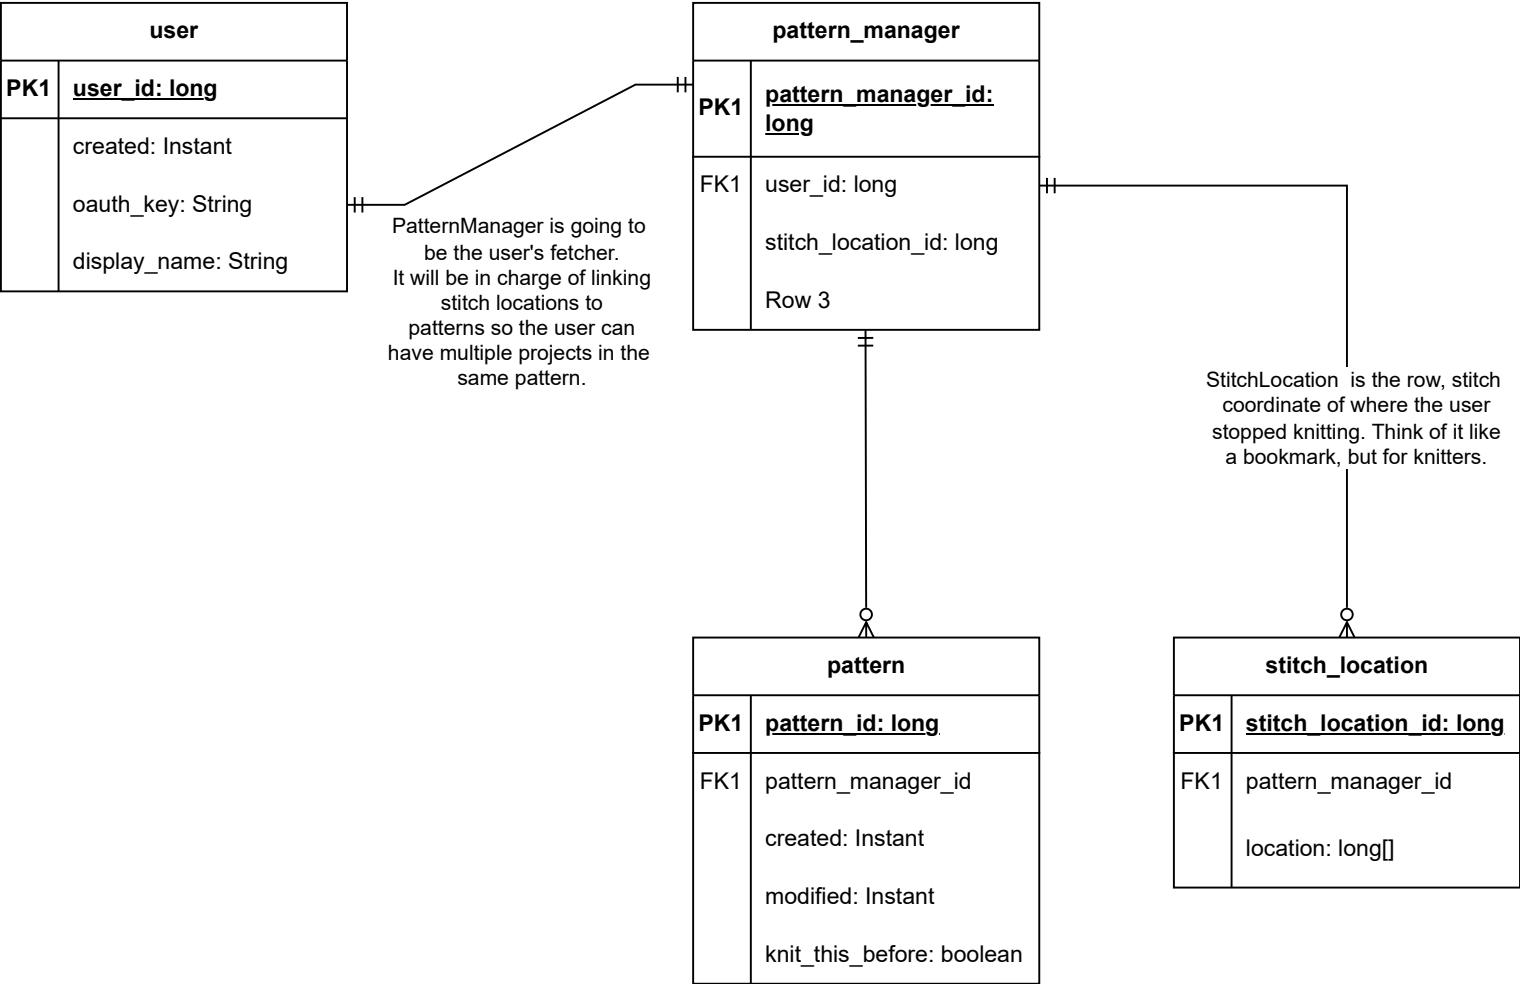 user
PK1
user_id: long
created: Instant
oauth_key: String
display_name: String
PatternManager is going to
be the user's fetcher.
It will be in charge of linking
stitch locations to
patterns so the user can
have multiple projects in the
same pattern.
pattern_manager
PK1
pattern_manager_id:
long
FK1
user_id: long
stitch_location_id: long
Row 3
StitchLocation  is the row, stitch
coordinate of where the user
stopped knitting. Think of it like
a bookmark, but for knitters.
pattern
PK1
pattern_id: long
FK1
pattern_manager_id
created: Instant
modified: Instant
knit_this_before: boolean
stitch_location
PK1
stitch_location_id: long
FK1
pattern_manager_id
location: long[]